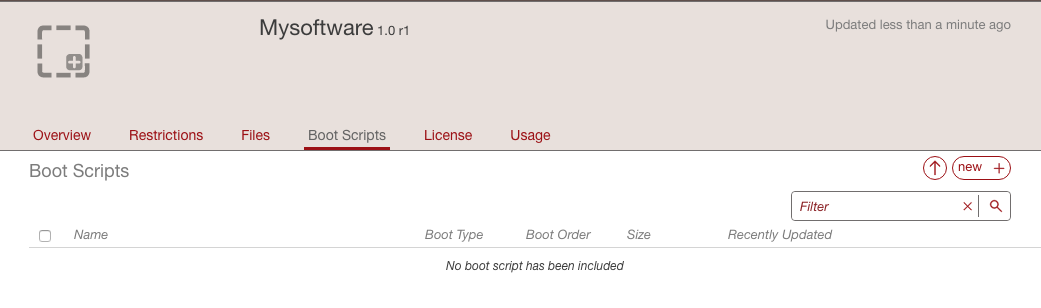 Mysoftware 1.0 r1
Updated less than a minute ago
Overview Restrictions Files Boot Scripts License Usage
Boot Scripts
new +
Filter
Name Boot Type Boot Order Size Recently Updated
No boot script has been included